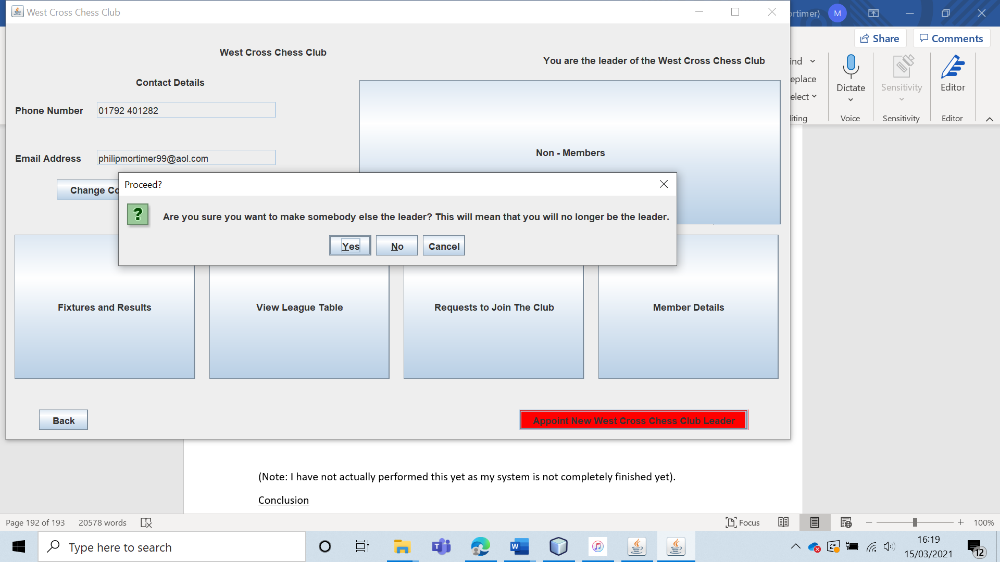 West Cross Chess Club
ortimer) M
Share Comments
West Cross Chess Club
You are the leader of the West Cross Chess Club
ind
eplace
elect
Dictate
Sensitivity
Editor
iting
Voice
Sensitivity
Editor
Contact Details
Phone Number 01792 401282
Email Address philipmortimer99@aol.com
Non - Members
Change Co
Proceed?
?
Are you sure you want to make somebody else the leader? This will mean that you will no longer be the leader.
Yes No Cancel
Fixtures and Results
View League Table
Requests to Join The Club
Member Details
Back
Appoint New West Cross Chess Club Leader
(Note: I have not actually performed this yet as my system is not completely finished yet).
Conclusion
Page 192 of 193 20578 words Focus 100%
Type here to search
16:19
15/03/2021
12